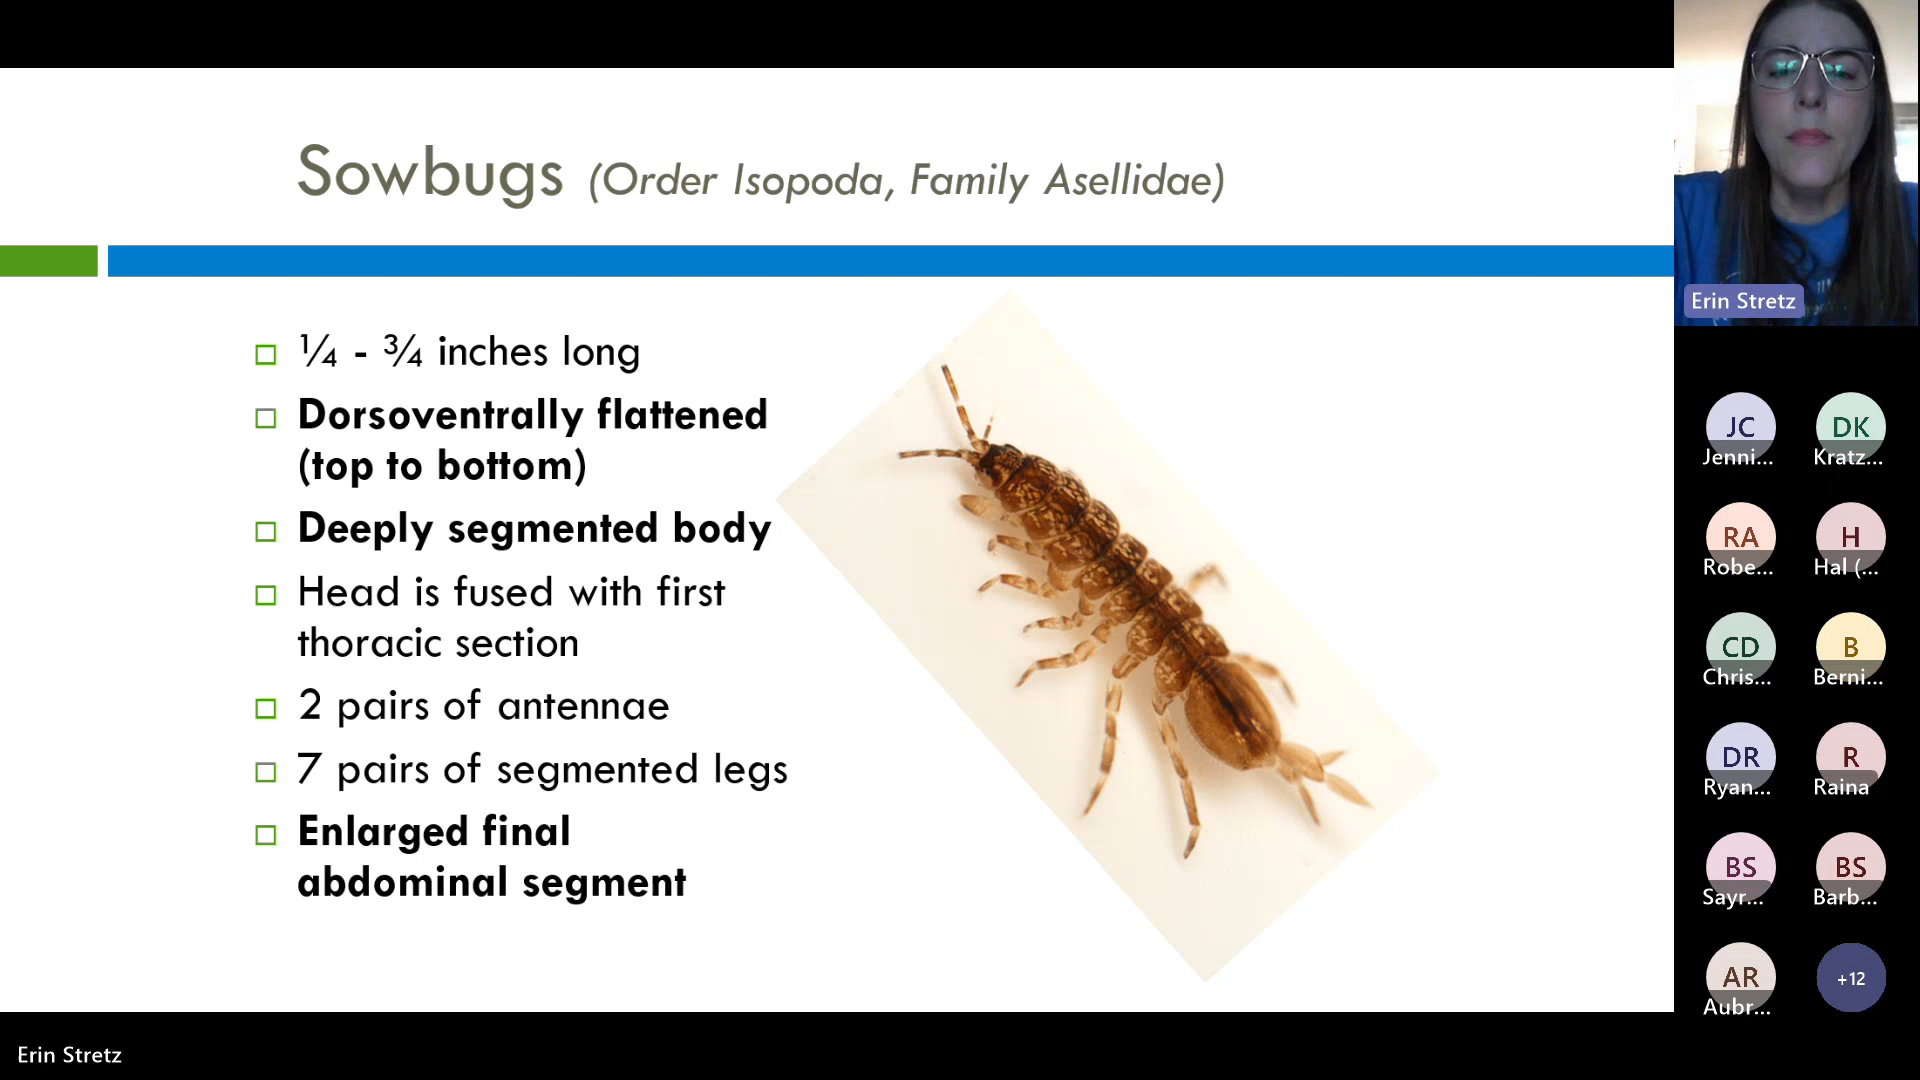 Sowbugs (Order Isopoda, Family Asellidae)
¼ - ¾ inches long
Dorsoventrally flattened
(top to bottom)
Deeply segmented body
Head is fused with first
thoracic section
2 pairs of antennae
7 pairs of segmented legs
Enlarged final
abdominal segment
Erin Stretz
JC
Jenni...
DK
Kratz...
RA
Robe...
H
Hal (...
CD
Chris...
B
Berni...
DR
Ryan...
R
Raina
BS
Sayr...
BS
Barb...
AR
Aubr...
+12
Erin Stretz